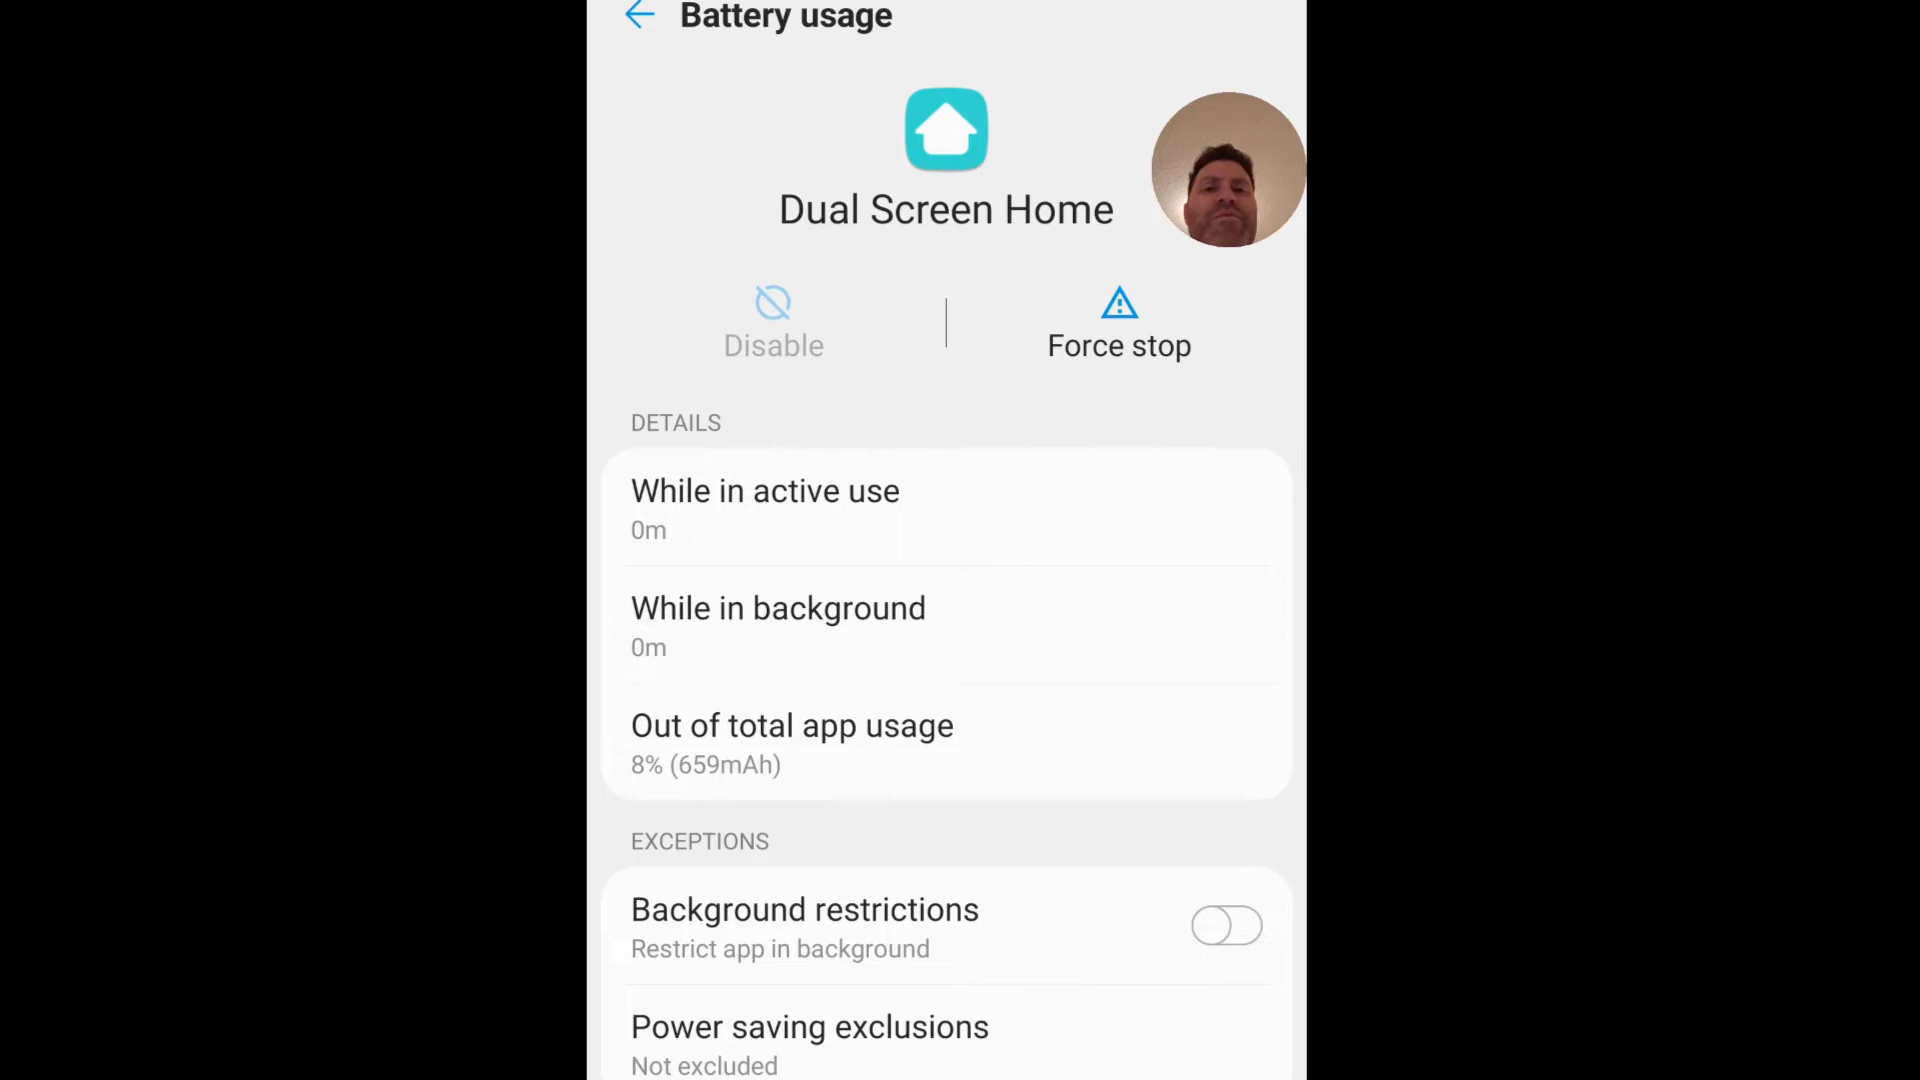 Battery usage
Dual Screen Home
Disable
Force stop
DETAILS
While in active use
0m
While in background
0m
Out of total app usage
8% (659mAh)
EXCEPTIONS
Background restrictions
Restrict app in background
Power saving exclusions
Not excluded